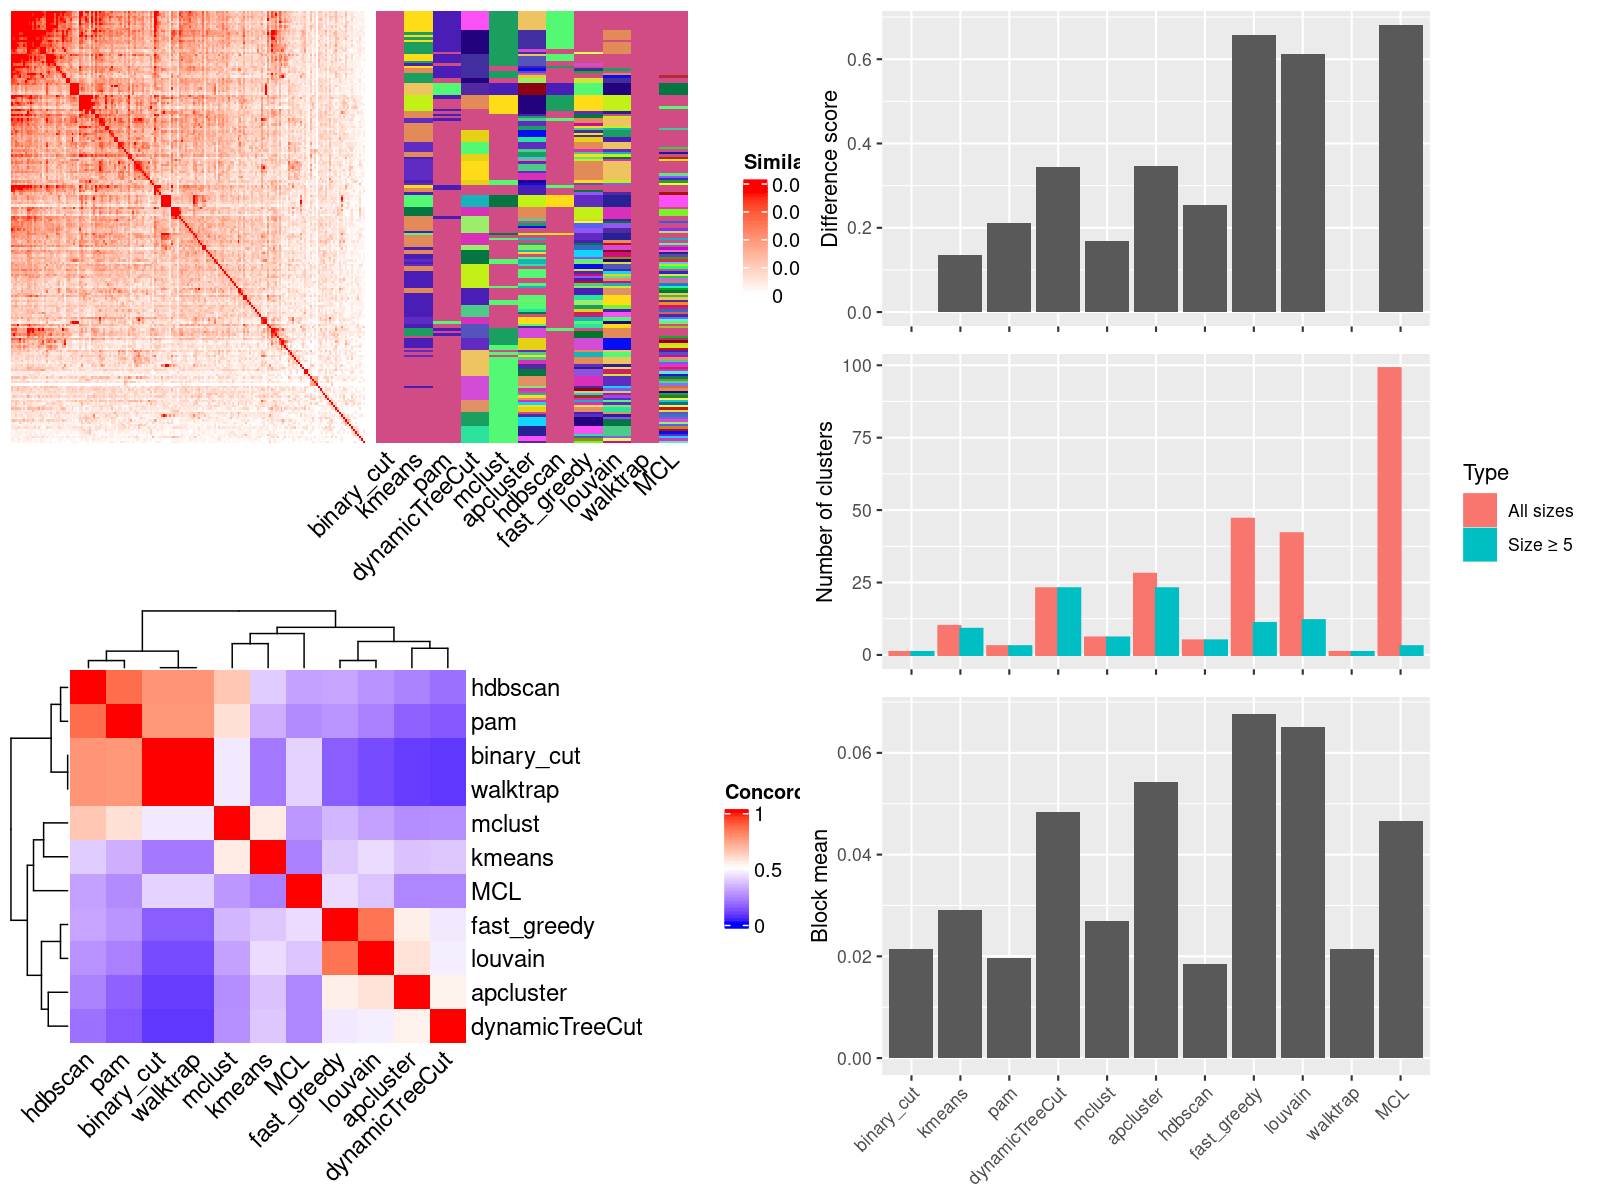 Simila
0.0
0.0
0.0
0.0
0
binary_cut
kmeans
pam
dynamicTreeCut
mclust
apcluster
hdbscan
fast_greedy
louvain
walktrap
MCL
hdbscan
pam
binary_cut
walktrap
mclust
kmeans
MCL
fast_greedy
louvain
apcluster
dynamicTreeCut
hdbscan
pam
binary_cut
walktrap
mclust
kmeans
MCL
fast_greedy
louvain
apcluster
dynamicTreeCut
Concord
1
0.5
0
Difference score
0.6
0.4
0.2
0.0
Number of clusters
100
75
50
25
0
Type
All sizes
Size ≥ 5
Block mean
0.06
0.04
0.02
0.00
binary_cut
kmeans
pam
dynamicTreeCut
mclust
apcluster
hdbscan
fast_greedy
louvain
walktrap
MCL